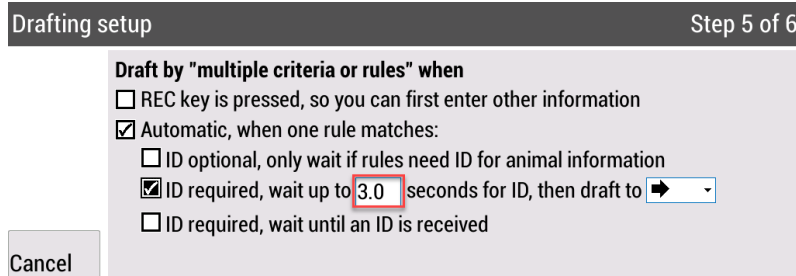 Drafting setup Step 5 of 6
Draft by "multiple criteria or rules" when
REC key is pressed, so you can first enter other information
Automatic, when one rule matches:
ID optional, only wait if rules need ID for animal information
ID required, wait up to 3.0 seconds for ID, then draft to
ID required, wait until an ID is received
Cancel